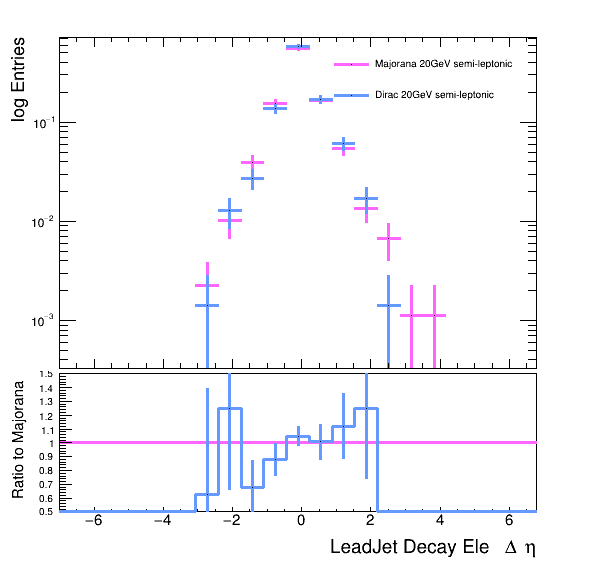 log Entries
Majorana 20GeV semi-leptonic
Dirac 20GeV semi-leptonic
10⁻¹
10⁻²
10⁻³
Ratio to Majorana
1.5
1.4
1.3
1.2
1.1
1
0.9
0.8
0.7
0.6
0.5
−6 −4 −2 0 2 4 6
LeadJet Decay Ele Δ η